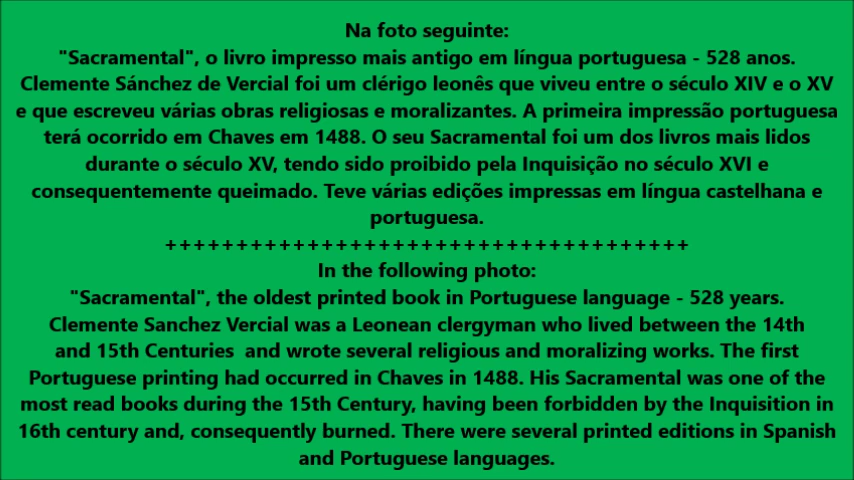 Na foto seguinte:
"Sacramental", o livro impresso mais antigo em língua portuguesa - 528 anos.
Clemente Sánchez de Vercial foi um clérigo leonês que viveu entre o século XIV e o XV
e que escreveu várias obras religiosas e moralizantes. A primeira impressão portuguesa
terá ocorrido em Chaves em 1488. O seu Sacramental foi um dos livros mais lidos
durante o século XV, tendo sido proibido pela Inquisição no século XVI e
consequentemente queimado. Teve várias edições impressas em língua castelhana e
portuguesa.
+++++++++++++++++++++++++++++++++++++
In the following photo:
"Sacramental", the oldest printed book in Portuguese language - 528 years.
Clemente Sanchez Vercial was a Leonean clergyman who lived between the 14th
and 15th Centuries  and wrote several religious and moralizing works. The first
Portuguese printing had occurred in Chaves in 1488. His Sacramental was one of the
most read books during the 15th Century, having been forbidden by the Inquisition in
16th century and, consequently burned. There were several printed editions in Spanish
and Portuguese languages.